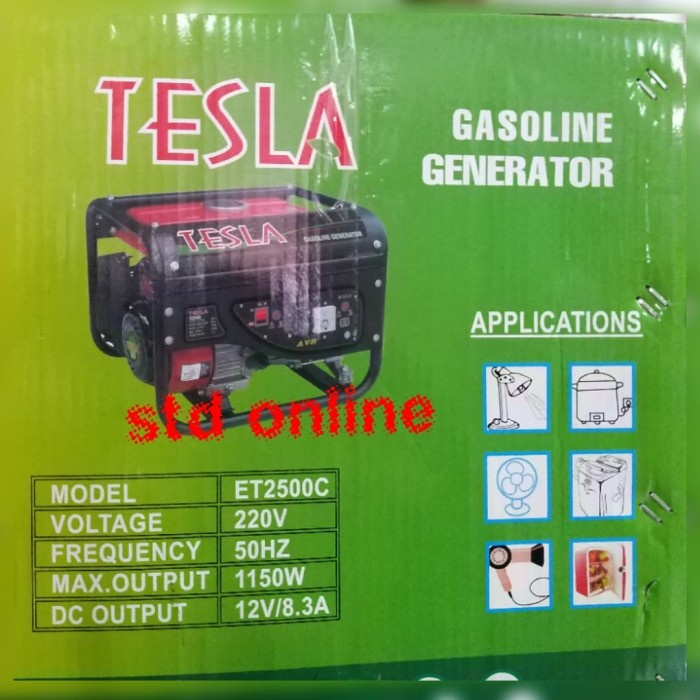 TESLA
GASOLINE
GENERATOR
TESLA GASOLINE GENERATOR
TESLA
AVR
APPLICATIONS
std online
MODEL ET2500C
VOLTAGE 220V
FREQUENCY 50HZ
MAX.OUTPUT 1150W
DC OUTPUT 12V/8.3A